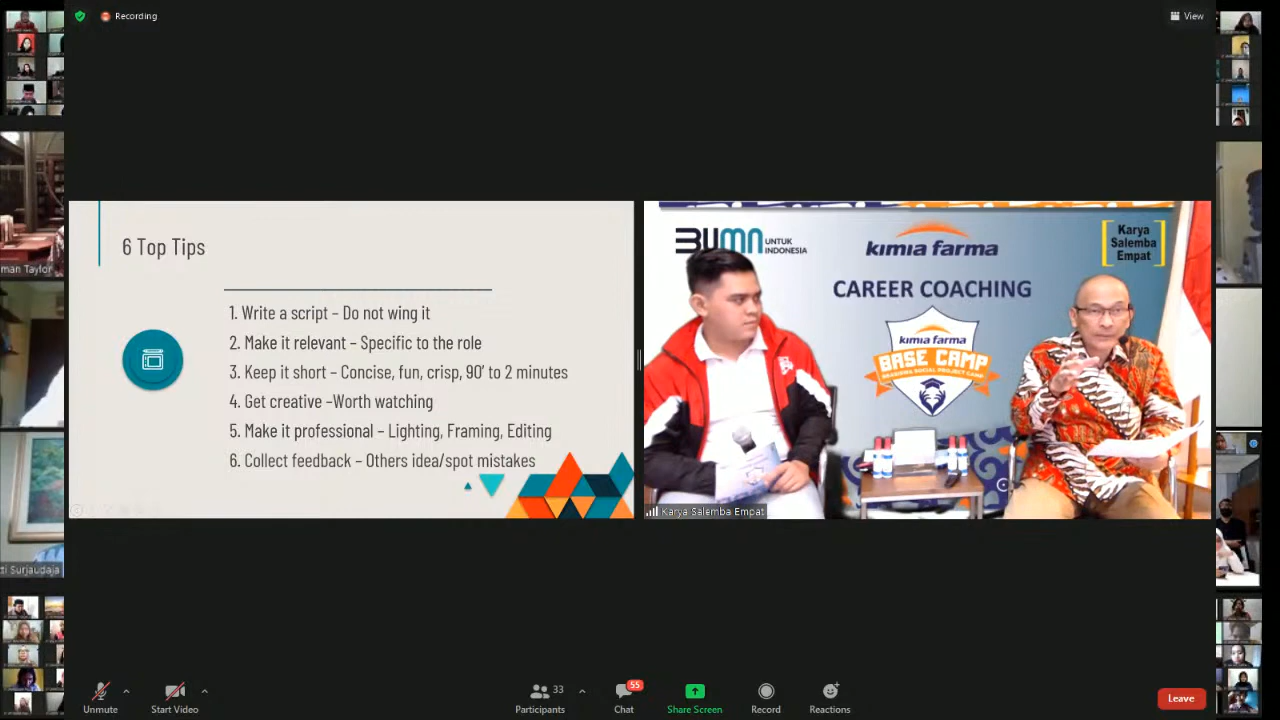 Recording
View
6 Top Tips
1. Write a script – Do not wing it
2. Make it relevant – Specific to the role
3. Keep it short – Concise, fun, crisp, 90’ to 2 minutes
4. Get creative –Worth watching
5. Make it professional – Lighting, Framing, Editing
6. Collect feedback – Others idea/spot mistakes
BUMN UNTUK INDONESIA
kimia farma
Karya
Salemba
Empat
CAREER COACHING
kimia farma
BASE CAMP
Karya Salemba Empat
man Taylor
ti Surjaudaja
Unmute
Start Video
Participants
33
Chat
55
Share Screen
Record
Reactions
Leave